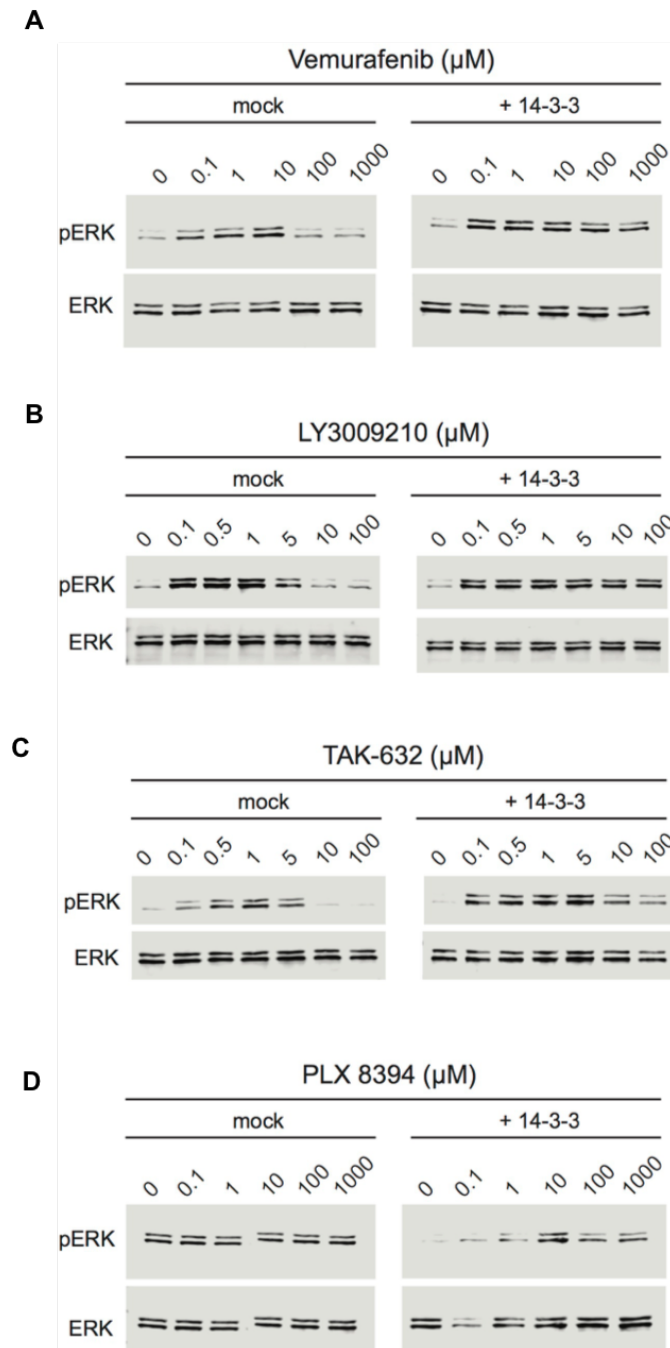 A
Vemurafenib (µM)
mock + 14-3-3
0 0.1 1 10 100 1000 0 0.1 1 10 100 1000
pERK
ERK
B
LY3009210 (µM)
mock + 14-3-3
0 0.1 0.5 1 5 10 100 0 0.1 0.5 1 5 10 100
pERK
ERK
C
TAK-632 (µM)
mock + 14-3-3
0 0.1 0.5 1 5 10 100 0 0.1 0.5 1 5 10 100
pERK
ERK
D
PLX 8394 (µM)
mock + 14-3-3
0 0.1 1 10 100 1000 0 0.1 1 10 100 1000
pERK
ERK